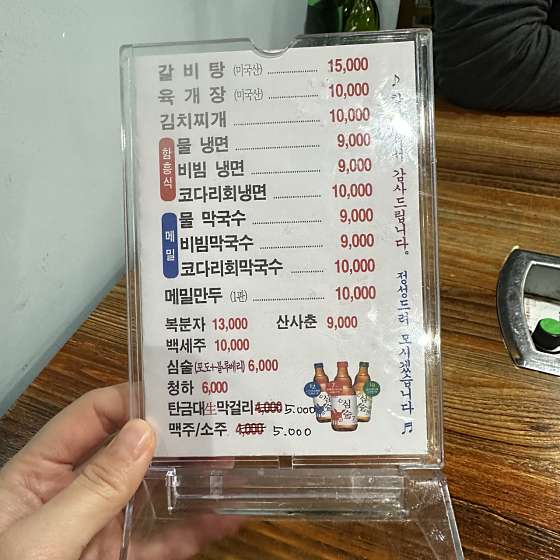 갈비탕 (미국산) 15,000
육개장 (미국산) 10,000
김치찌개 10,000
함흥식
물 냉면 9,000
비빔 냉면 9,000
코다리회냉면 10,000
메밀
물 막국수 9,000
비빔막국수 9,000
코다리회막국수 10,000
메밀만두 (1판) 10,000
복분자 13,000 산사춘 9,000
백세주 10,000
심술(포도+블루베리) 6,000
청하 6,000
탄금대生막걸리 4,000 5.000
맥주/소주 4,000 5.000
♪ 감사드립니다. 정성드려 모시겠습니다 ♬
심술